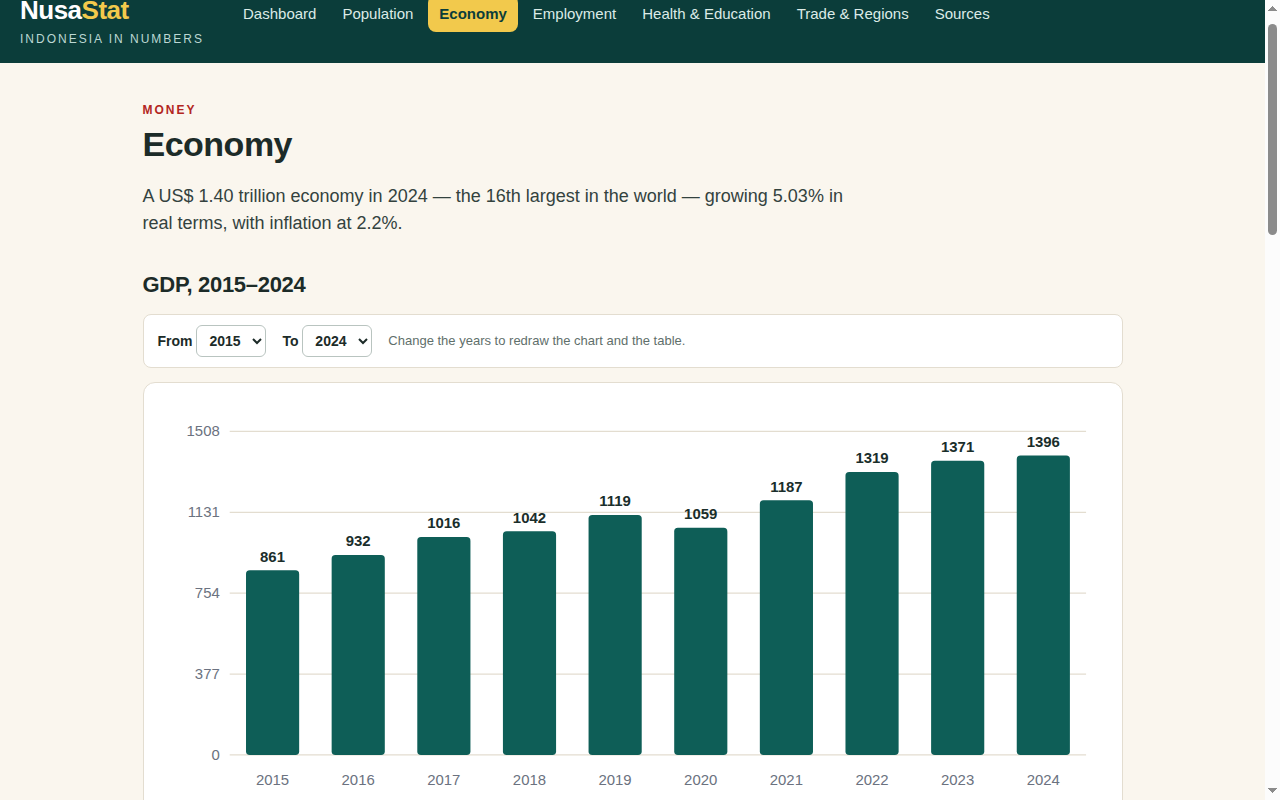 NusaStat
INDONESIA IN NUMBERS
Dashboard Population Economy Employment Health & Education Trade & Regions Sources
MONEY
Economy
A US$ 1.40 trillion economy in 2024 — the 16th largest in the world — growing 5.03% in
real terms, with inflation at 2.2%.
GDP, 2015–2024
From 2015 To 2024 Change the years to redraw the chart and the table.
1508
1131
754
377
0
861 932 1016 1042 1119 1059 1187 1319 1371 1396
2015 2016 2017 2018 2019 2020 2021 2022 2023 2024